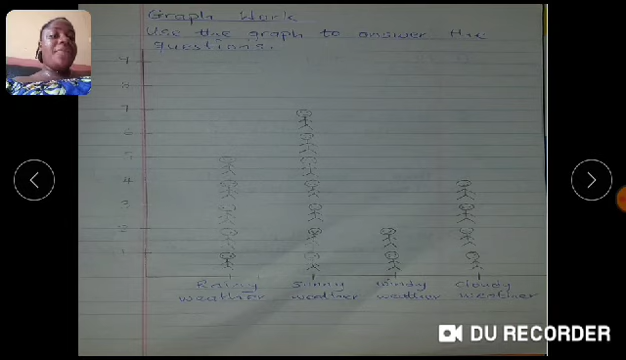 Graph Work
Use the graph to answer the
questions.
9
8
7
6
5
4
3
2
1
Rainy Sunny Windy Cloudy
weather weather weather weather
DU RECORDER